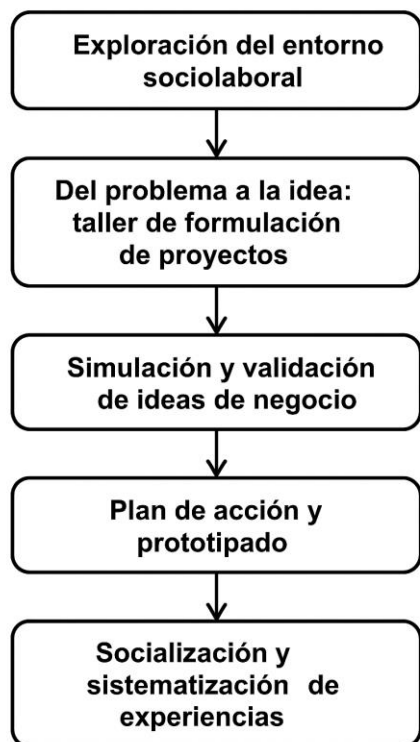 Exploración del entorno
sociolaboral
Del problema a la idea:
taller de formulación
de proyectos
Simulación y validación
de ideas de negocio
Plan de acción y
prototipado
Socialización y
sistematización de
experiencias